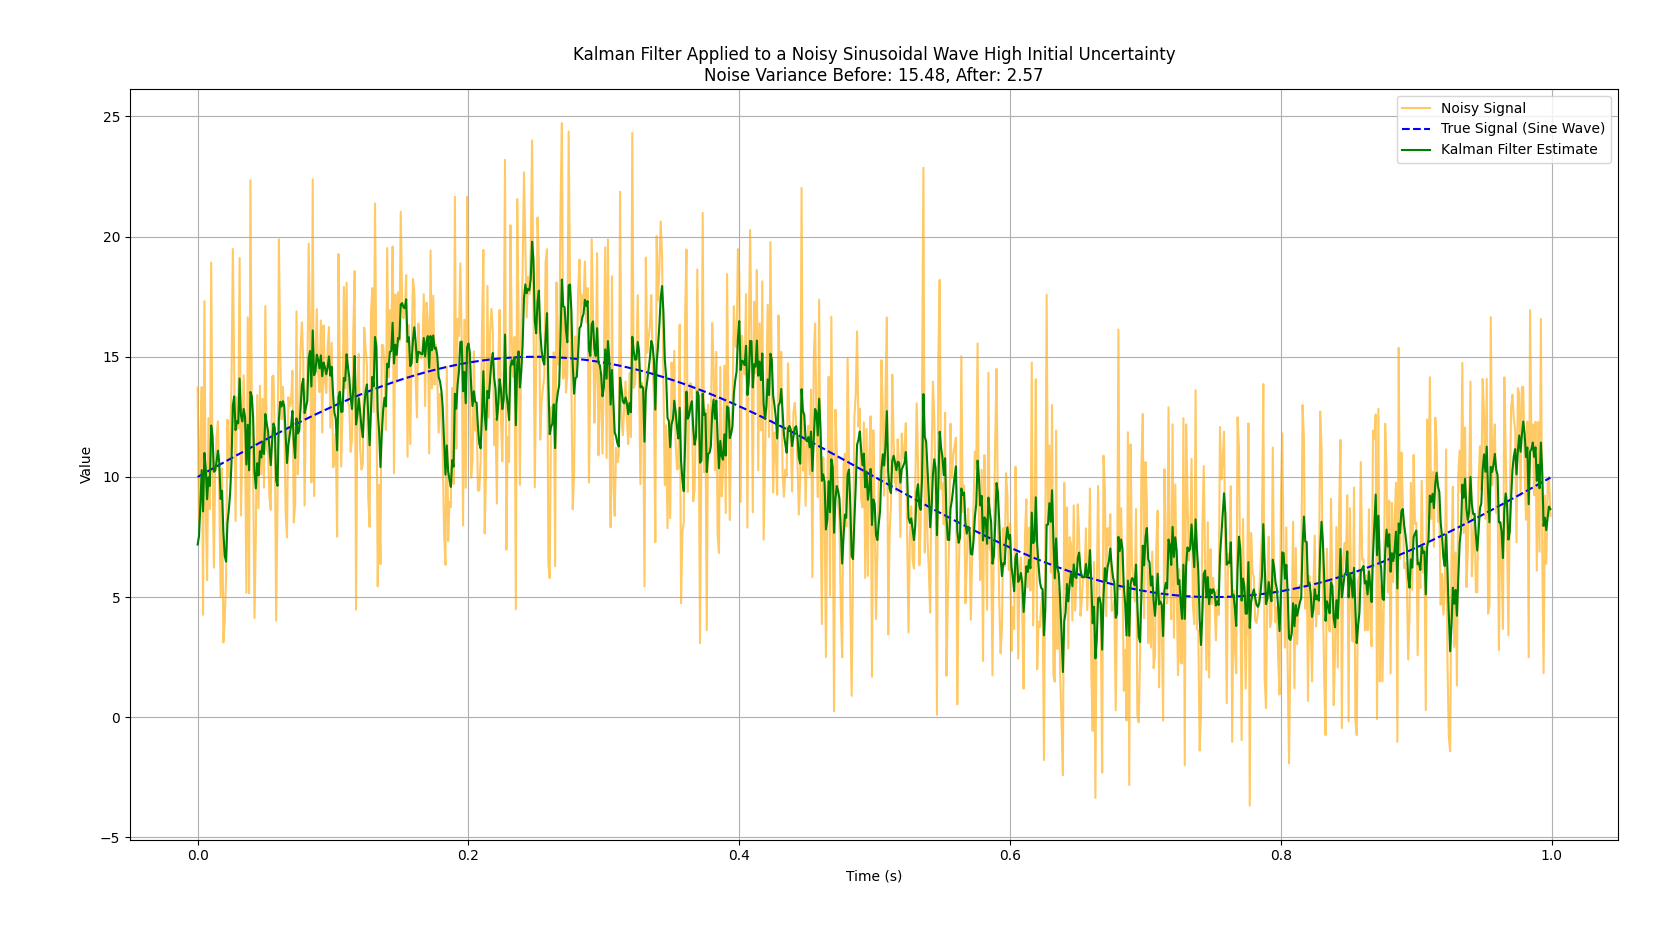 Kalman Filter Applied to a Noisy Sinusoidal Wave High Initial Uncertainty
Noise Variance Before: 15.48, After: 2.57
Noisy Signal
True Signal (Sine Wave)
Kalman Filter Estimate
25
20
15
10
5
0
−5
Value
0.0
0.2
0.4
0.6
0.8
1.0
Time (s)